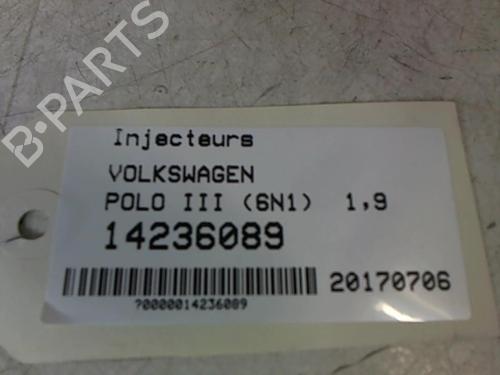 B-PARTS
Injecteurs
VOLKSWAGEN
POLO III (6N1) 1,9
14236089
20170706
?0000014236089